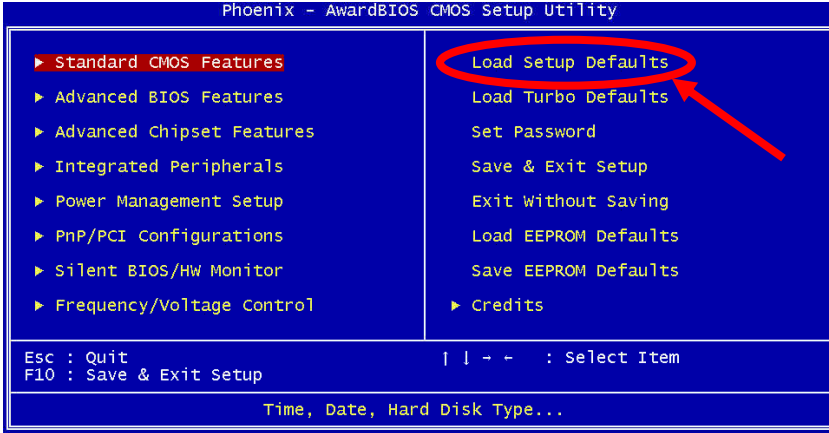 Phoenix - AwardBIOS CMOS Setup Utility
▶ Standard CMOS Features
▶ Advanced BIOS Features
▶ Advanced Chipset Features
▶ Integrated Peripherals
▶ Power Management Setup
▶ PnP/PCI Configurations
▶ Silent BIOS/HW Monitor
▶ Frequency/Voltage Control
Load Setup Defaults
Load Turbo Defaults
Set Password
Save & Exit Setup
Exit Without Saving
Load EEPROM Defaults
Save EEPROM Defaults
▶ Credits
Esc : Quit
F10 : Save & Exit Setup
↑ ↓ → ← : Select Item
Time, Date, Hard Disk Type...